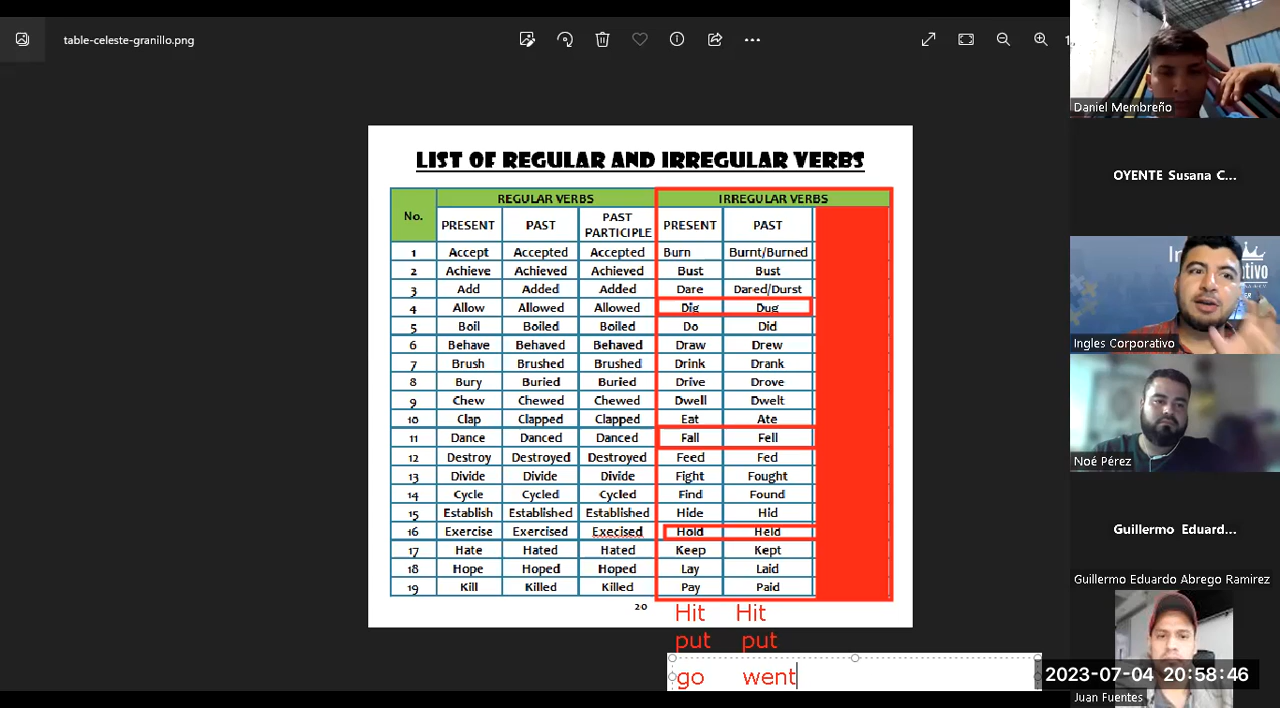 table-celeste-granillo.png
LIST OF REGULAR AND IRREGULAR VERBS
No. REGULAR VERBS IRREGULAR VERBS
PRESENT PAST PAST PARTICIPLE PRESENT PAST
1 Accept Accepted Accepted Burn Burnt/Burned
2 Achieve Achieved Achieved Bust Bust
3 Add Added Added Dare Dared/Durst
4 Allow Allowed Allowed Dig Dug
5 Boil Boiled Boiled Do Did
6 Behave Behaved Behaved Draw Drew
7 Brush Brushed Brushed Drink Drank
8 Bury Buried Buried Drive Drove
9 Chew Chewed Chewed Dwell Dwelt
10 Clap Clapped Clapped Eat Ate
11 Dance Danced Danced Fall Fell
12 Destroy Destroyed Destroyed Feed Fed
13 Divide Divide Divide Fight Fought
14 Cycle Cycled Cycled Find Found
15 Establish Established Established Hide Hid
16 Exercise Exercised Execised Hold Held
17 Hate Hated Hated Keep Kept
18 Hope Hoped Hoped Lay Laid
19 Kill Killed Killed Pay Paid
20
Hit Hit
put put
go went
Daniel Membreño
OYENTE Susana C...
Ingles Corporativo
Noé Pérez
Guillermo Eduard...
Guillermo Eduardo Abrego Ramirez
2023-07-04 20:58:46
Juan Fuentes